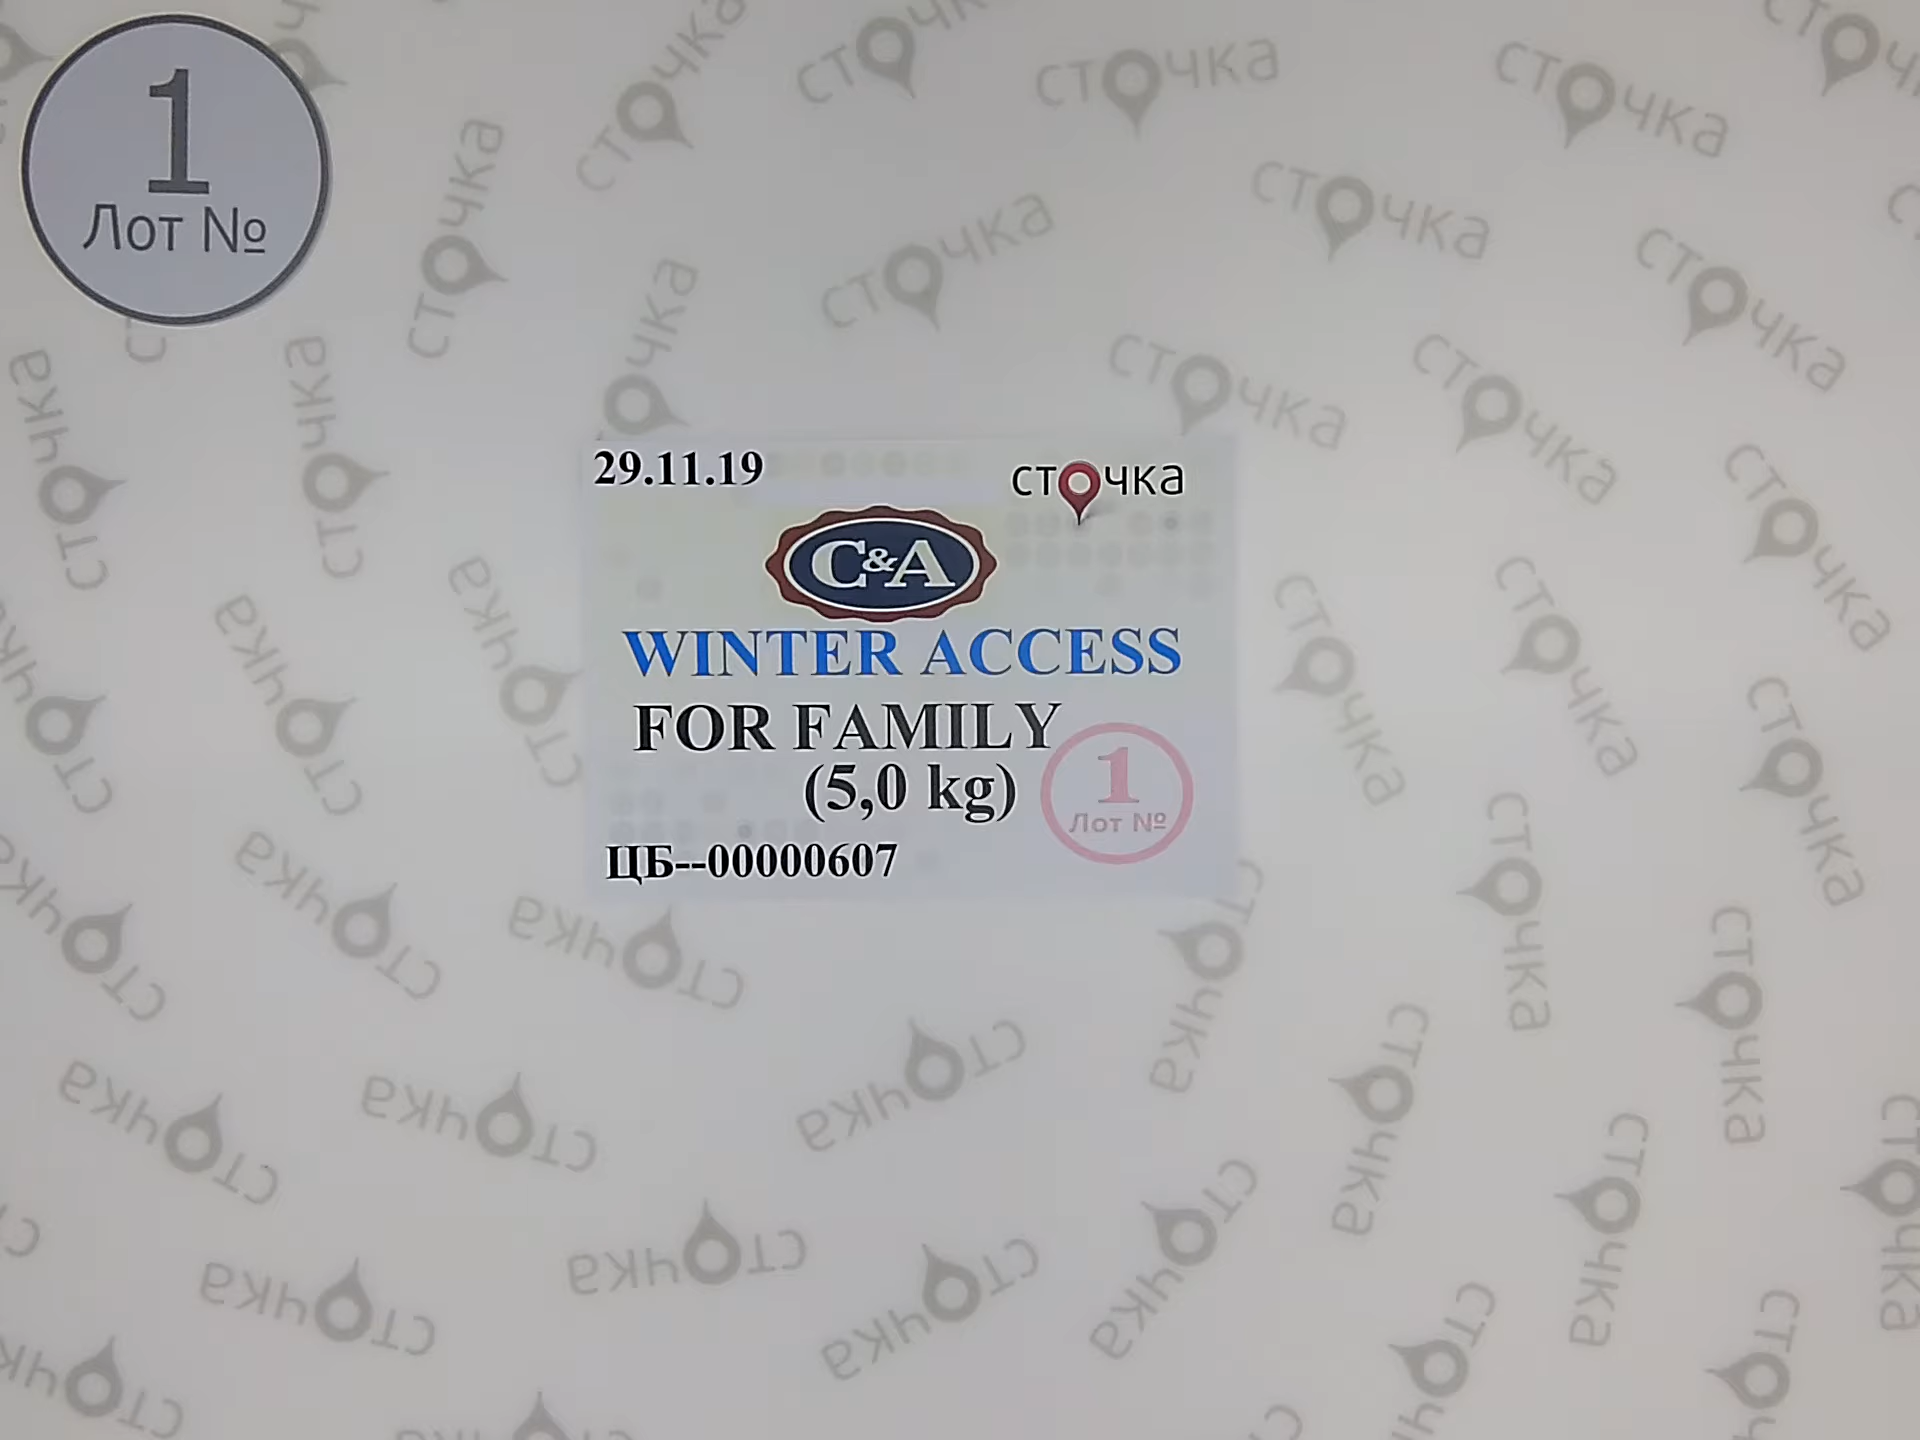 1
Лот №
29.11.19
сточка
C&A
WINTER ACCESS
FOR FAMILY
(5,0 kg)
1
Лот №
ЦБ--00000607